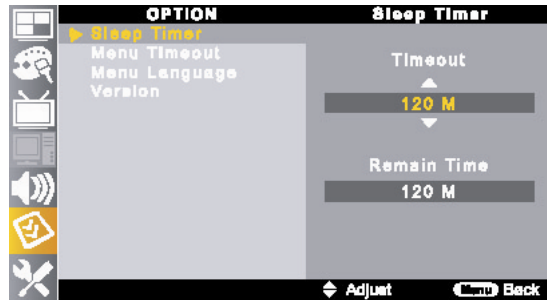 OPTION
Sleep Timer
Sleep Timer
Menu Timeout
Menu Language
Version
Timeout
120 M
Remain Time
120 M
Adjust
Menu Back